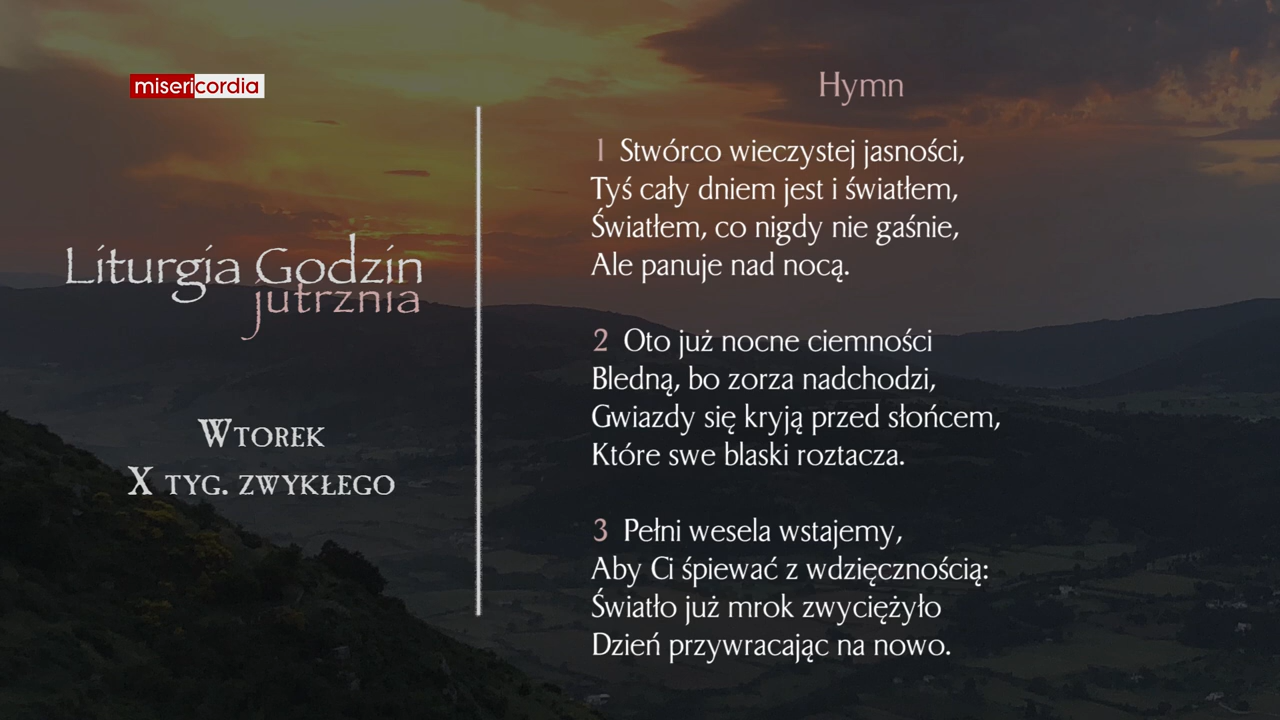 misericordia
Liturgia Godzin
jutrznia
Wtorek
X tyg. zwykłego
Hymn
1 Stwórco wieczystej jasności,
Tyś cały dniem jest i światłem,
Światłem, co nigdy nie gaśnie,
Ale panuje nad nocą.
2 Oto już nocne ciemności
Bledną, bo zorza nadchodzi,
Gwiazdy się kryją przed słońcem,
Które swe blaski roztacza.
3 Pełni wesela wstajemy,
Aby Ci śpiewać z wdzięcznością:
Światło już mrok zwyciężyło
Dzień przywracając na nowo.